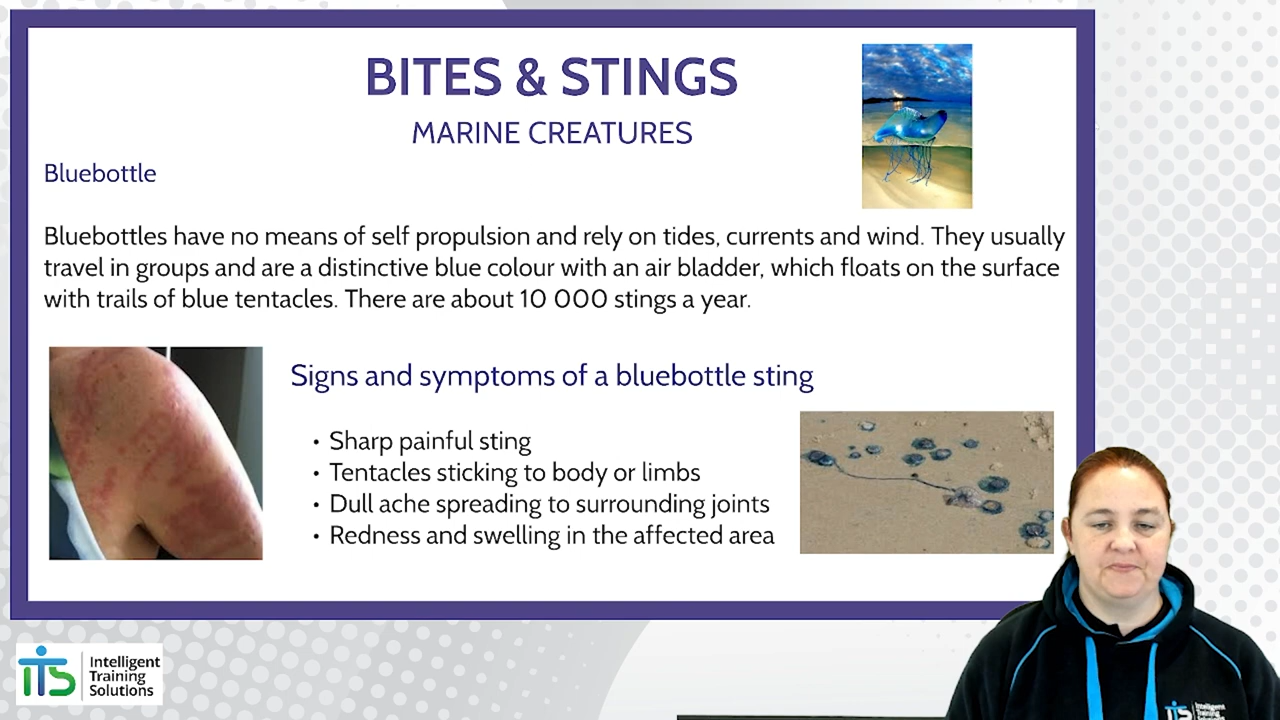 BITES & STINGS
MARINE CREATURES
Bluebottle
Bluebottles have no means of self propulsion and rely on tides, currents and wind. They usually
travel in groups and are a distinctive blue colour with an air bladder, which floats on the surface
with trails of blue tentacles. There are about 10 000 stings a year.
Signs and symptoms of a bluebottle sting
• Sharp painful sting
• Tentacles sticking to body or limbs
• Dull ache spreading to surrounding joints
• Redness and swelling in the affected area
iTS
Intelligent
Training
Solutions
iTS
Intelligent
Training